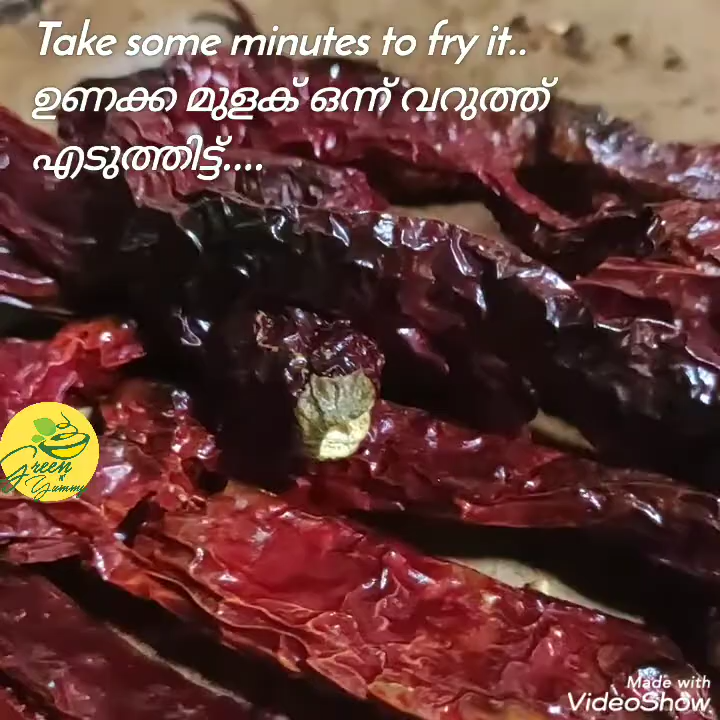 Take some minutes to fry it..
ഉണക്ക മുളക് ഒന്ന് വറുത്ത്
എടുത്തിട്ട്....
Green
n'
Yummy
Made with
VideoShow